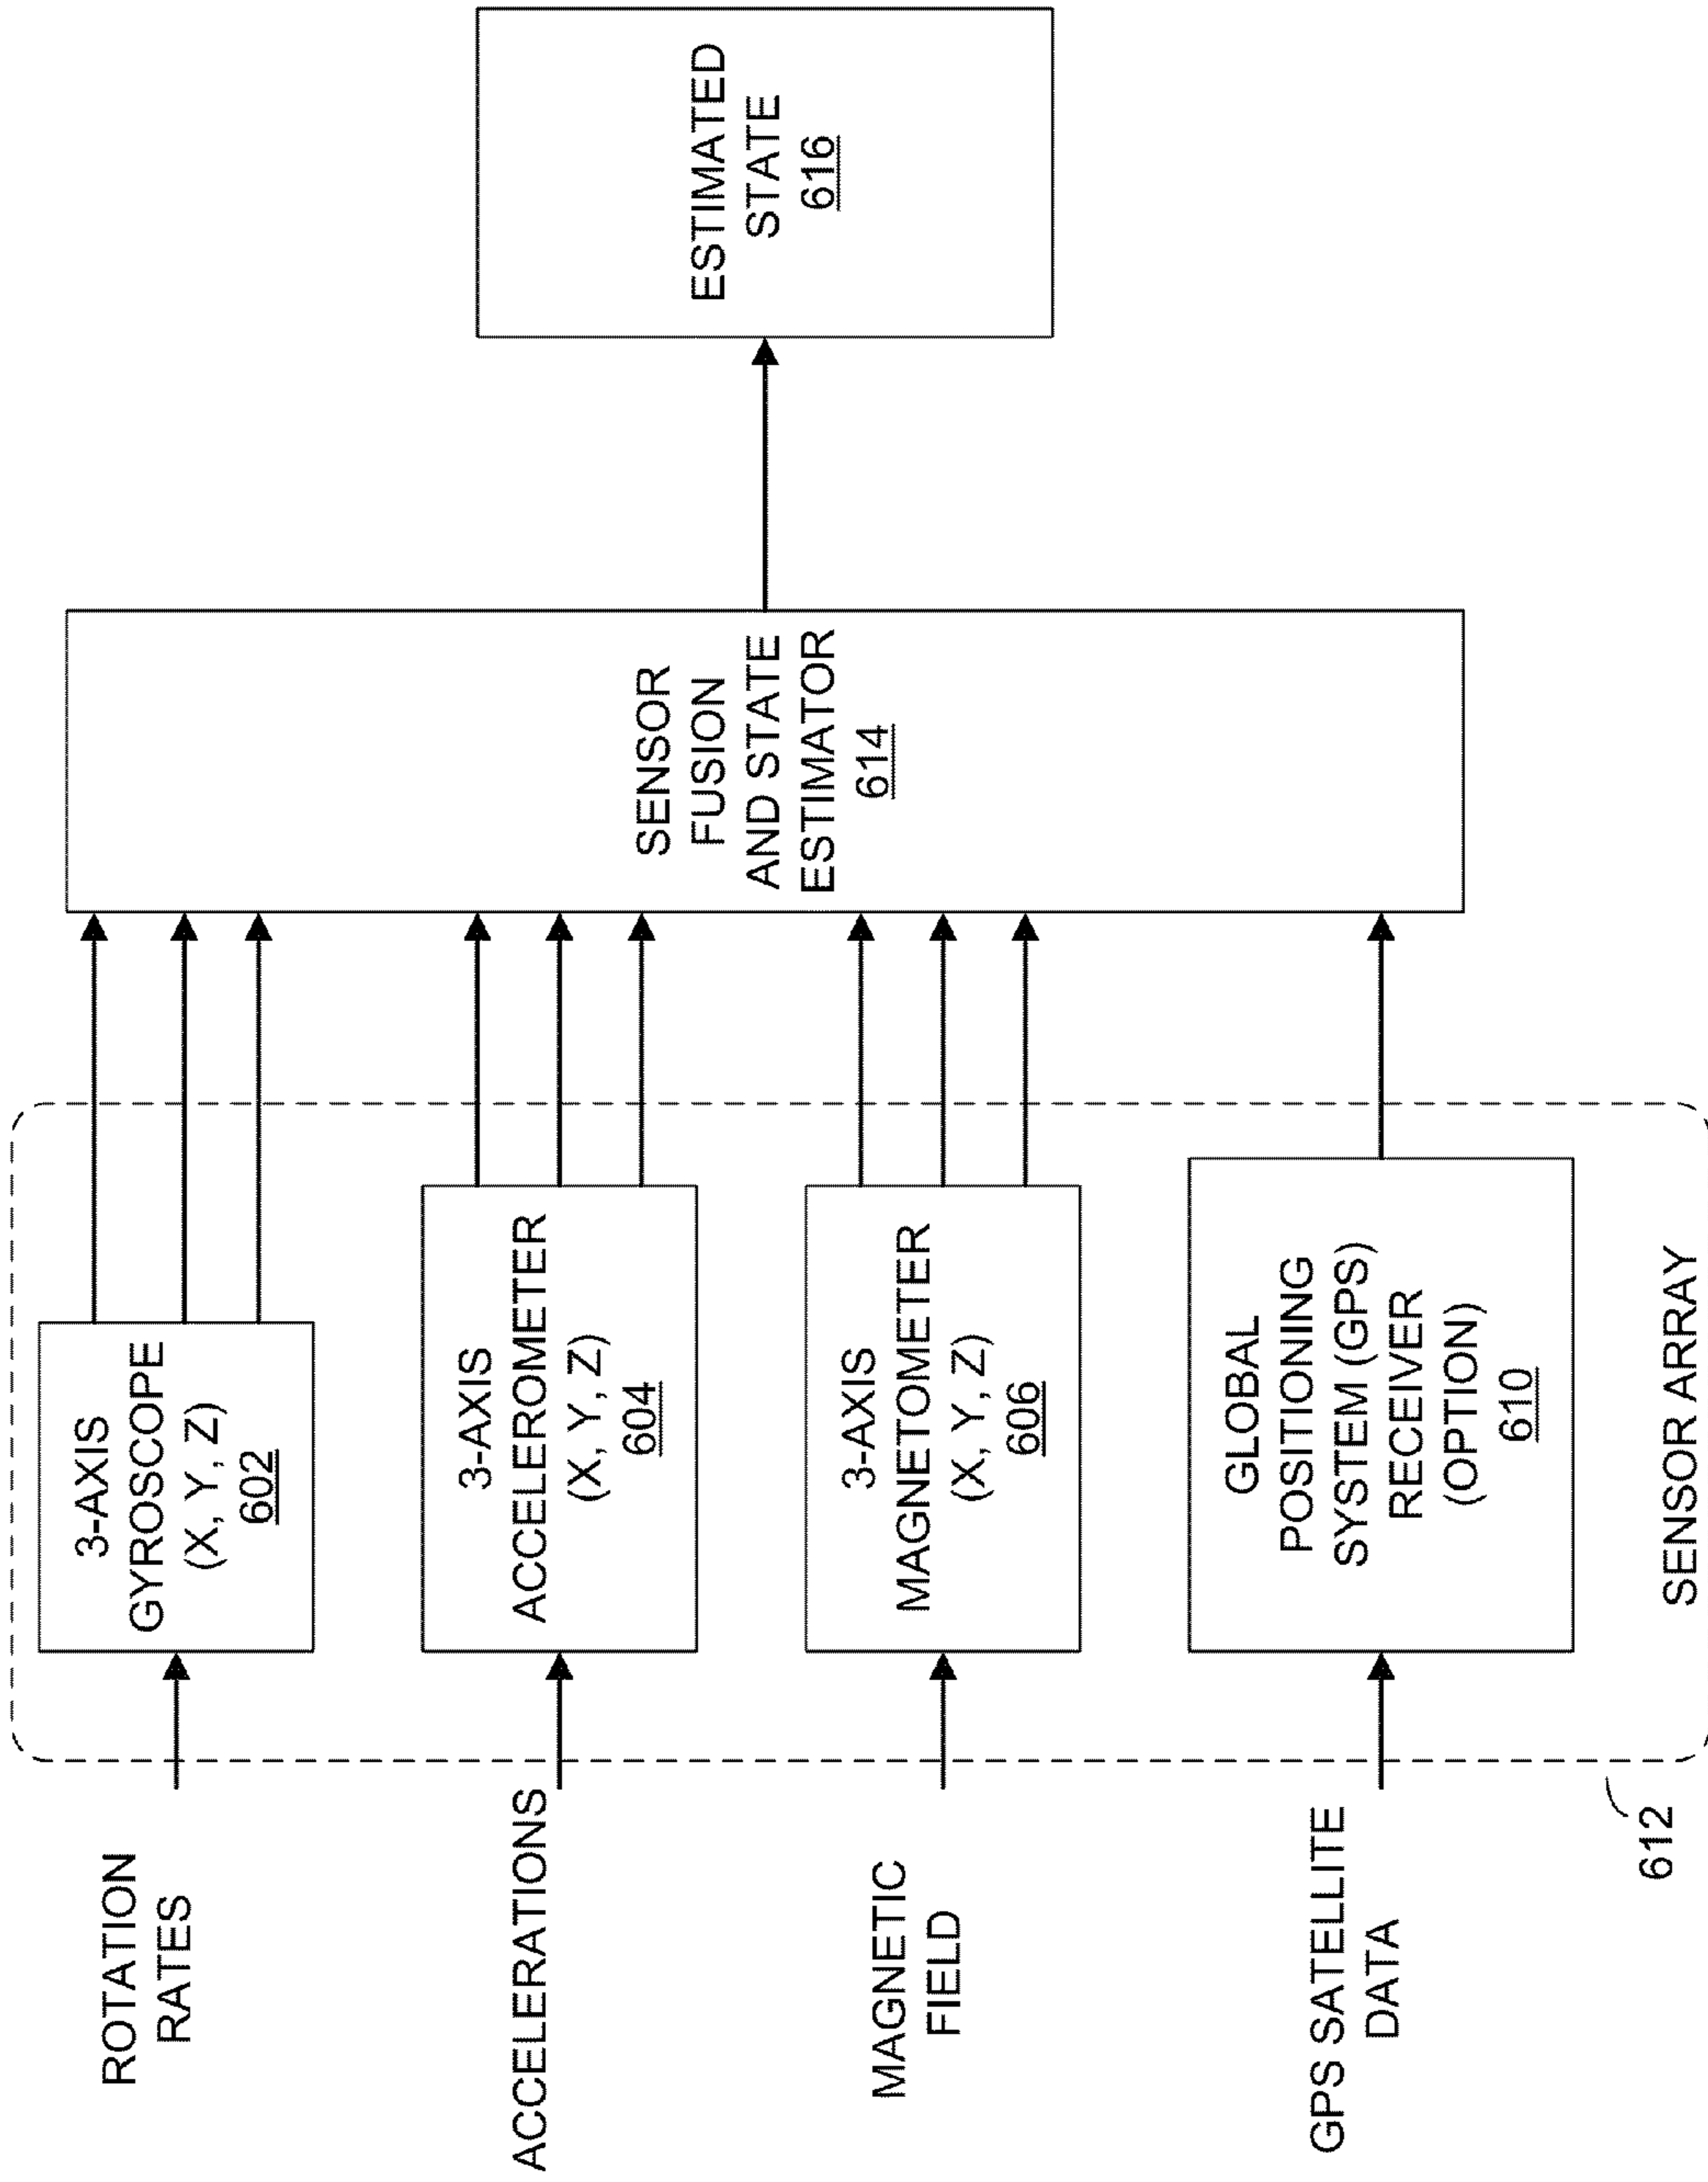 ROTATION
RATES
3-AXIS
GYROSCOPE
(X, Y, Z)
602
ACCELERATIONS
3-AXIS
ACCELEROMETER
(X, Y, Z)
604
MAGNETIC
FIELD
3-AXIS
MAGNETOMETER
(X, Y, Z)
606
GPS SATELLITE
DATA
GLOBAL
POSITIONING
SYSTEM (GPS)
RECEIVER
(OPTION)
610
612
SENSOR ARRAY
SENSOR
FUSION
AND STATE
ESTIMATOR
614
ESTIMATED
STATE
616